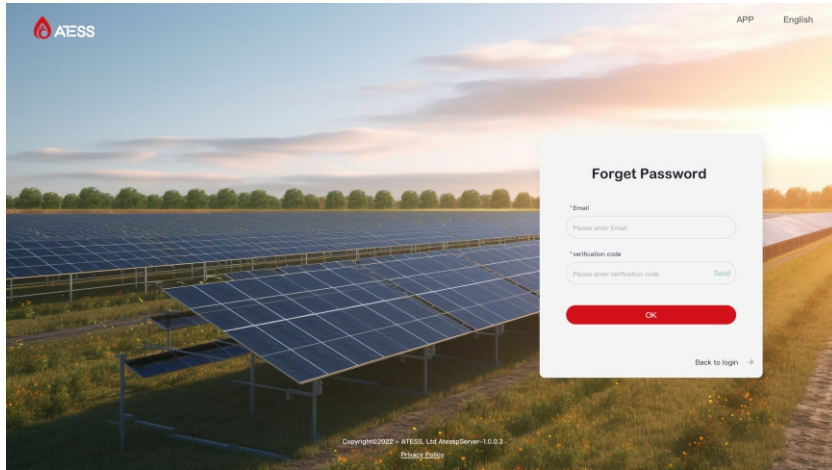 ATESS
APP English
Forget Password
*Email
Please enter Email
*verification code
Please enter verification code Send
OK
Back to login →
Copyright©2022 - ATESS, Ltd AtesspServer-1.0.0.3
Privacy Policy